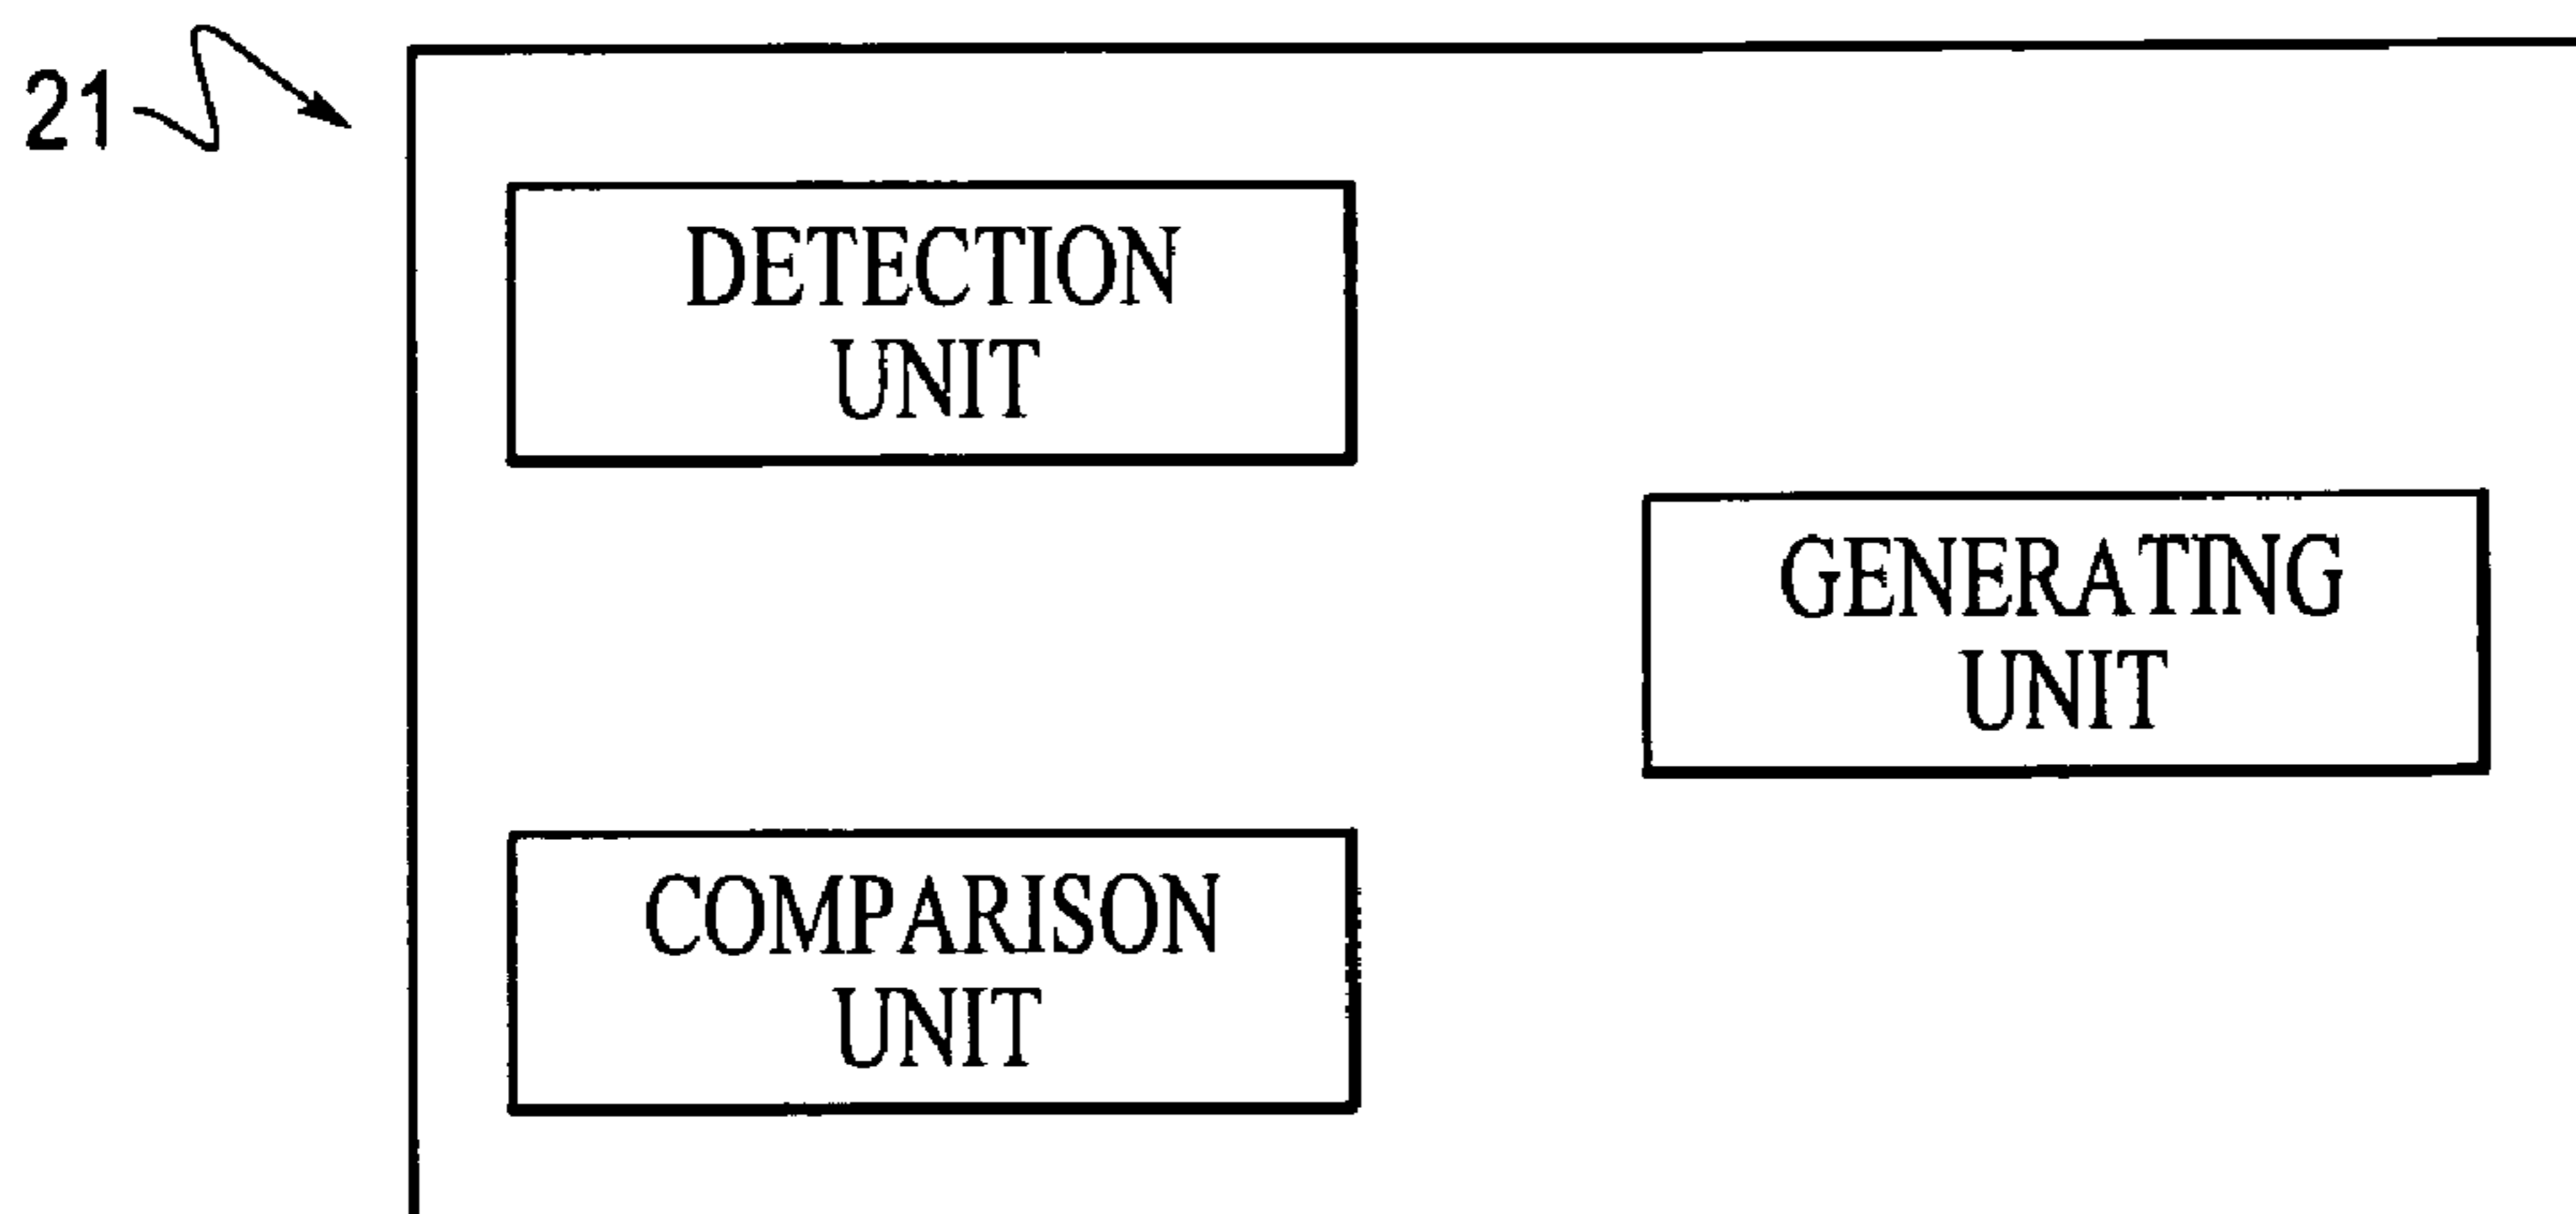 21
DETECTION
UNIT
GENERATING
UNIT
COMPARISON
UNIT